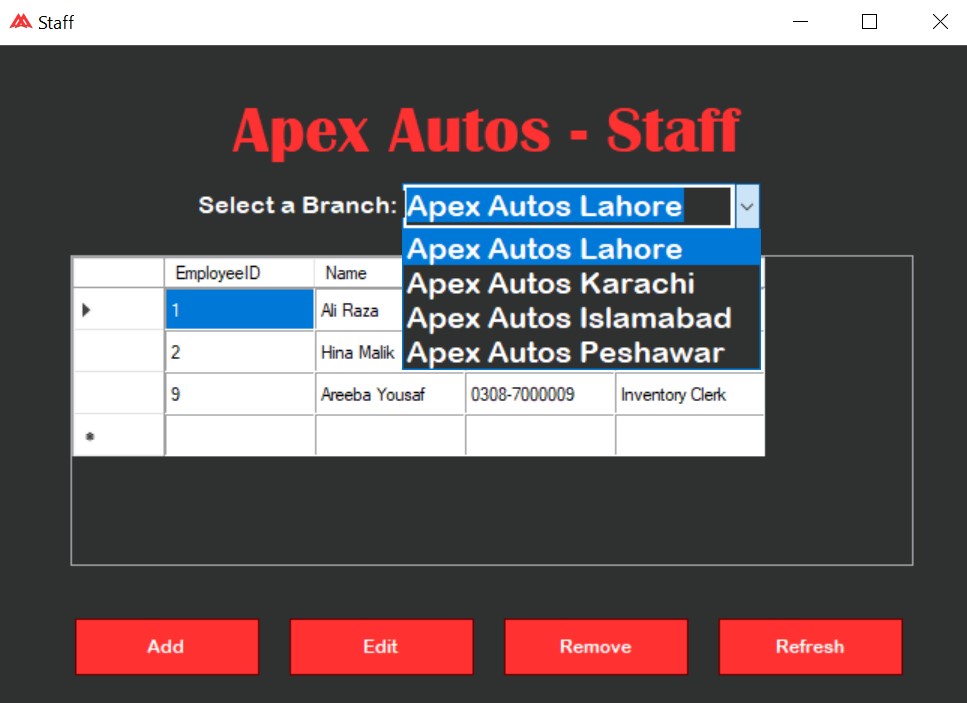 Staff
Apex Autos - Staff
Select a Branch: Apex Autos Lahore
Apex Autos Lahore
Apex Autos Karachi
Apex Autos Islamabad
Apex Autos Peshawar
EmployeeID Name
1 Ali Raza
2 Hina Malik
9 Areeba Yousaf 0308-7000009 Inventory Clerk
Add Edit Remove Refresh